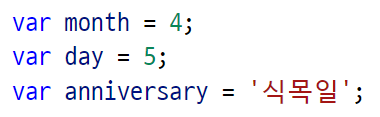 var month = 4;
var day = 5;
var anniversary = '식목일';